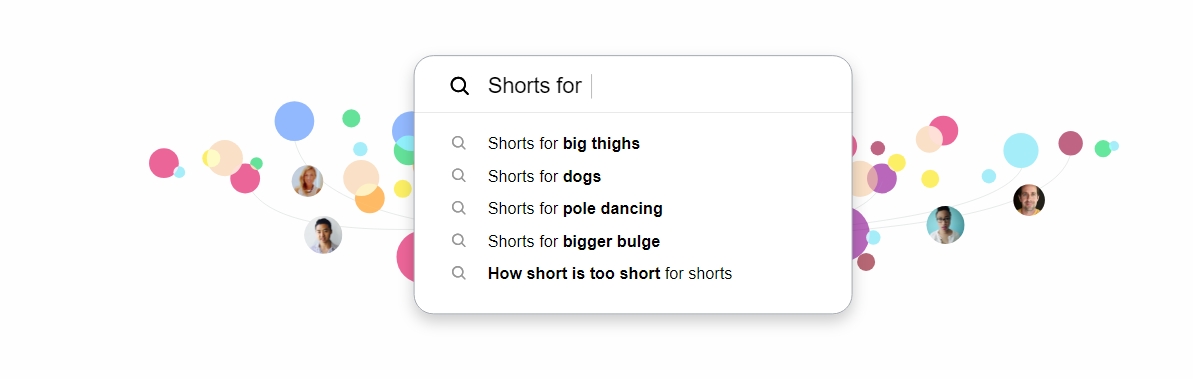 Shorts for
Shorts for big thighs
Shorts for dogs
Shorts for pole dancing
Shorts for bigger bulge
How short is too short for shorts